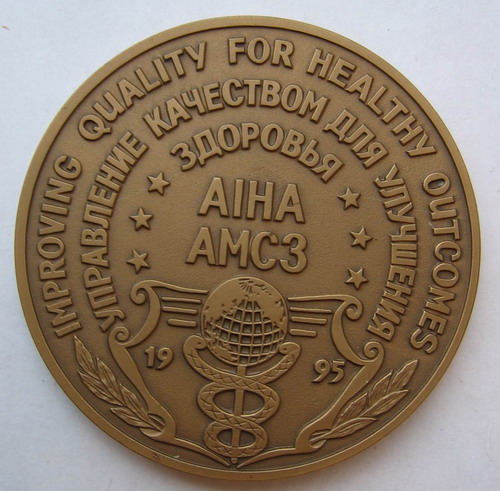 IMPROVING QUALITY FOR HEALTHY OUTCOMES
УПРАВЛЕНИЕ КАЧЕСТВОМ ДЛЯ УЛУЧШЕНИЯ
ЗДОРОВЬЯ
AIHA
АМСЗ
19 95